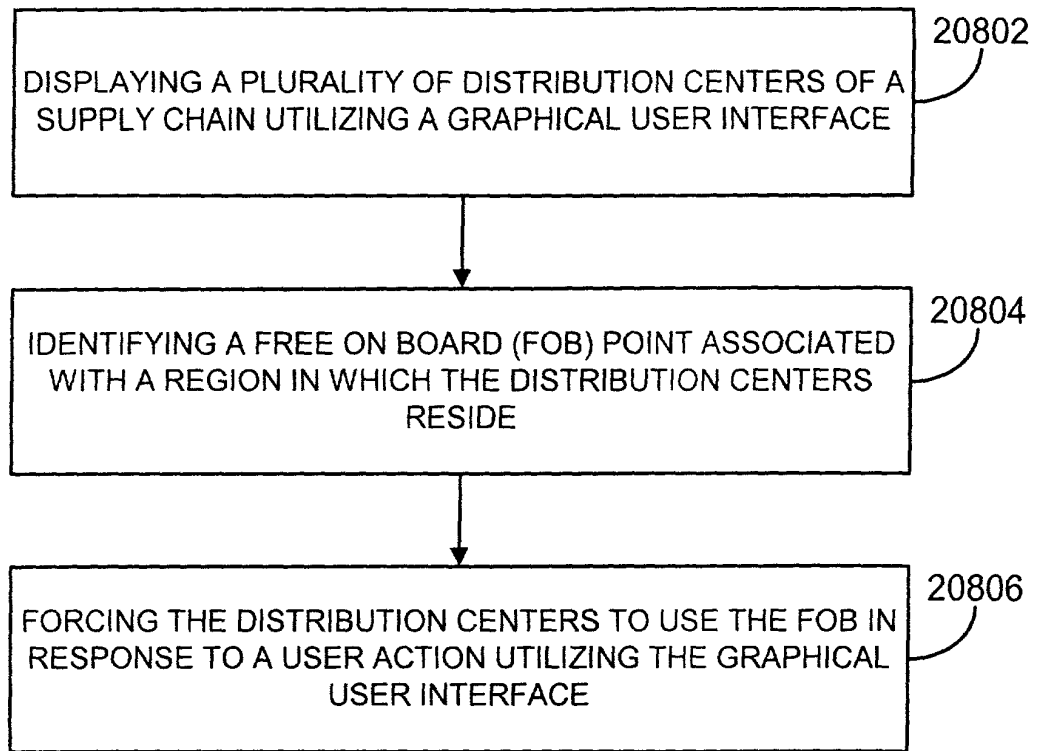 20802
DISPLAYING A PLURALITY OF DISTRIBUTION CENTERS OF A
SUPPLY CHAIN UTILIZING A GRAPHICAL USER INTERFACE
20804
IDENTIFYING A FREE ON BOARD (FOB) POINT ASSOCIATED
WITH A REGION IN WHICH THE DISTRIBUTION CENTERS
RESIDE
20806
FORCING THE DISTRIBUTION CENTERS TO USE THE FOB IN
RESPONSE TO A USER ACTION UTILIZING THE GRAPHICAL
USER INTERFACE